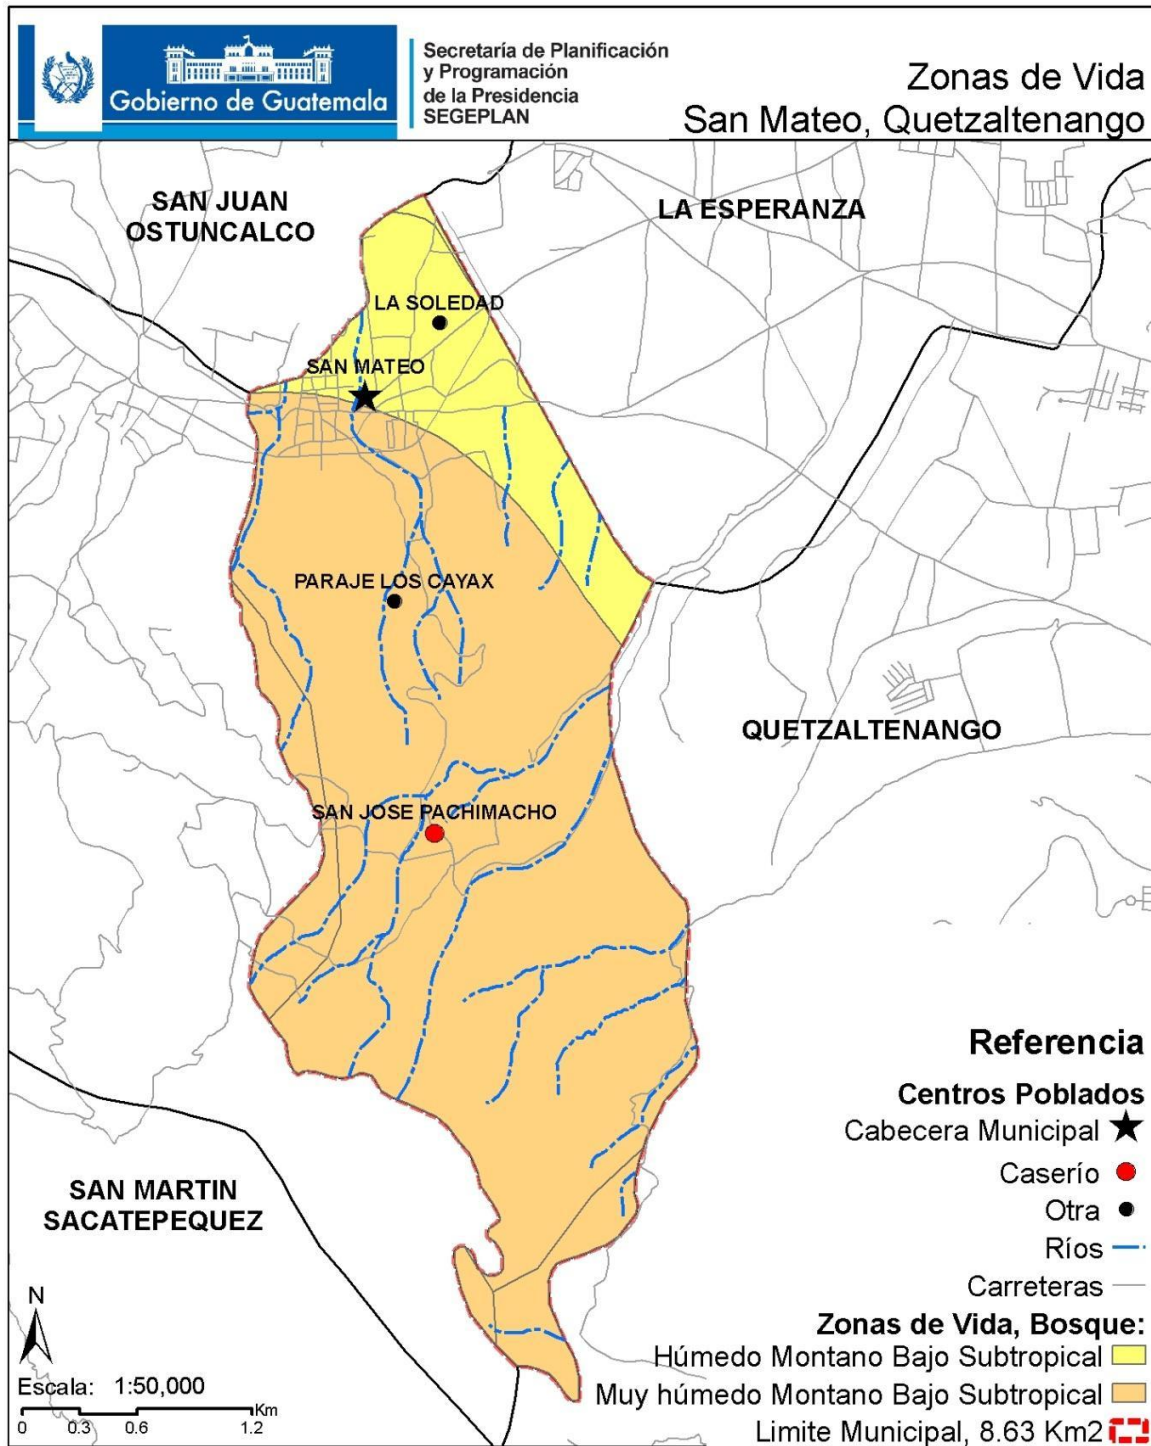 Gobierno de Guatemala
Secretaría de Planificación
y Programación
de la Presidencia
SEGEPLAN
Zonas de Vida
San Mateo, Quetzaltenango
SAN JUAN
OSTUNCALCO
LA ESPERANZA
LA SOLEDAD
SAN MATEO
PARAJE LOS CAYAX
QUETZALTENANGO
SAN JOSE PACHIMACHO
SAN MARTIN
SACATEPEQUEZ
Referencia
Centros Poblados
Cabecera Municipal
Caserío
Otra
Ríos
Carreteras
Zonas de Vida, Bosque:
Húmedo Montano Bajo Subtropical
Muy húmedo Montano Bajo Subtropical
Limite Municipal, 8.63 Km2
N
Escala: 1:50,000
Km
0 0.3 0.6 1.2